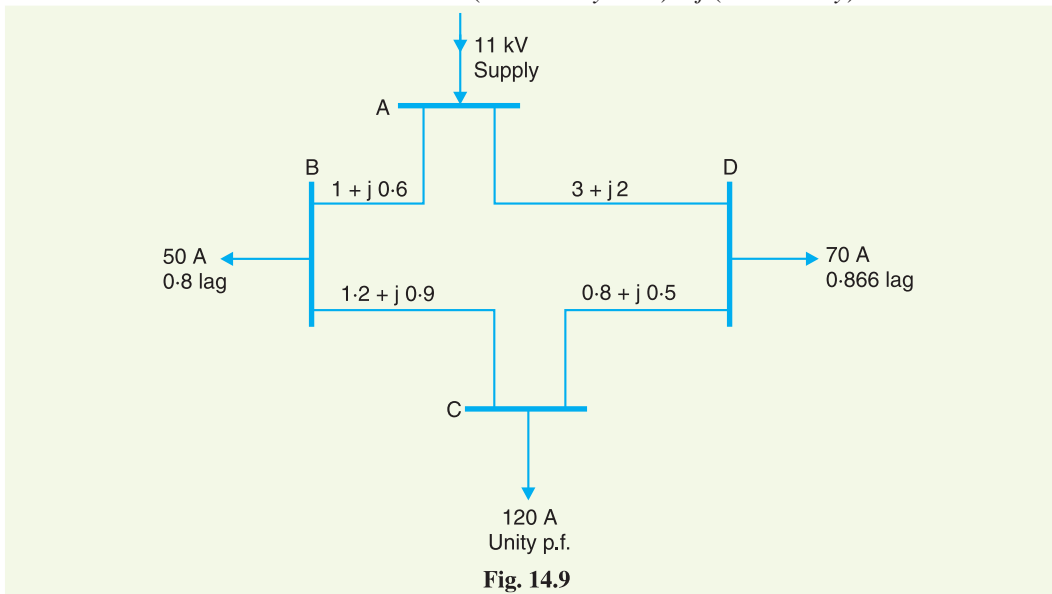 11 kV
Supply
A
B
D
1 + j 0·6
3 + j 2
50 A
0·8 lag
70 A
0·866 lag
1·2 + j 0·9
0·8 + j 0·5
C
120 A
Unity p.f.
Fig. 14.9